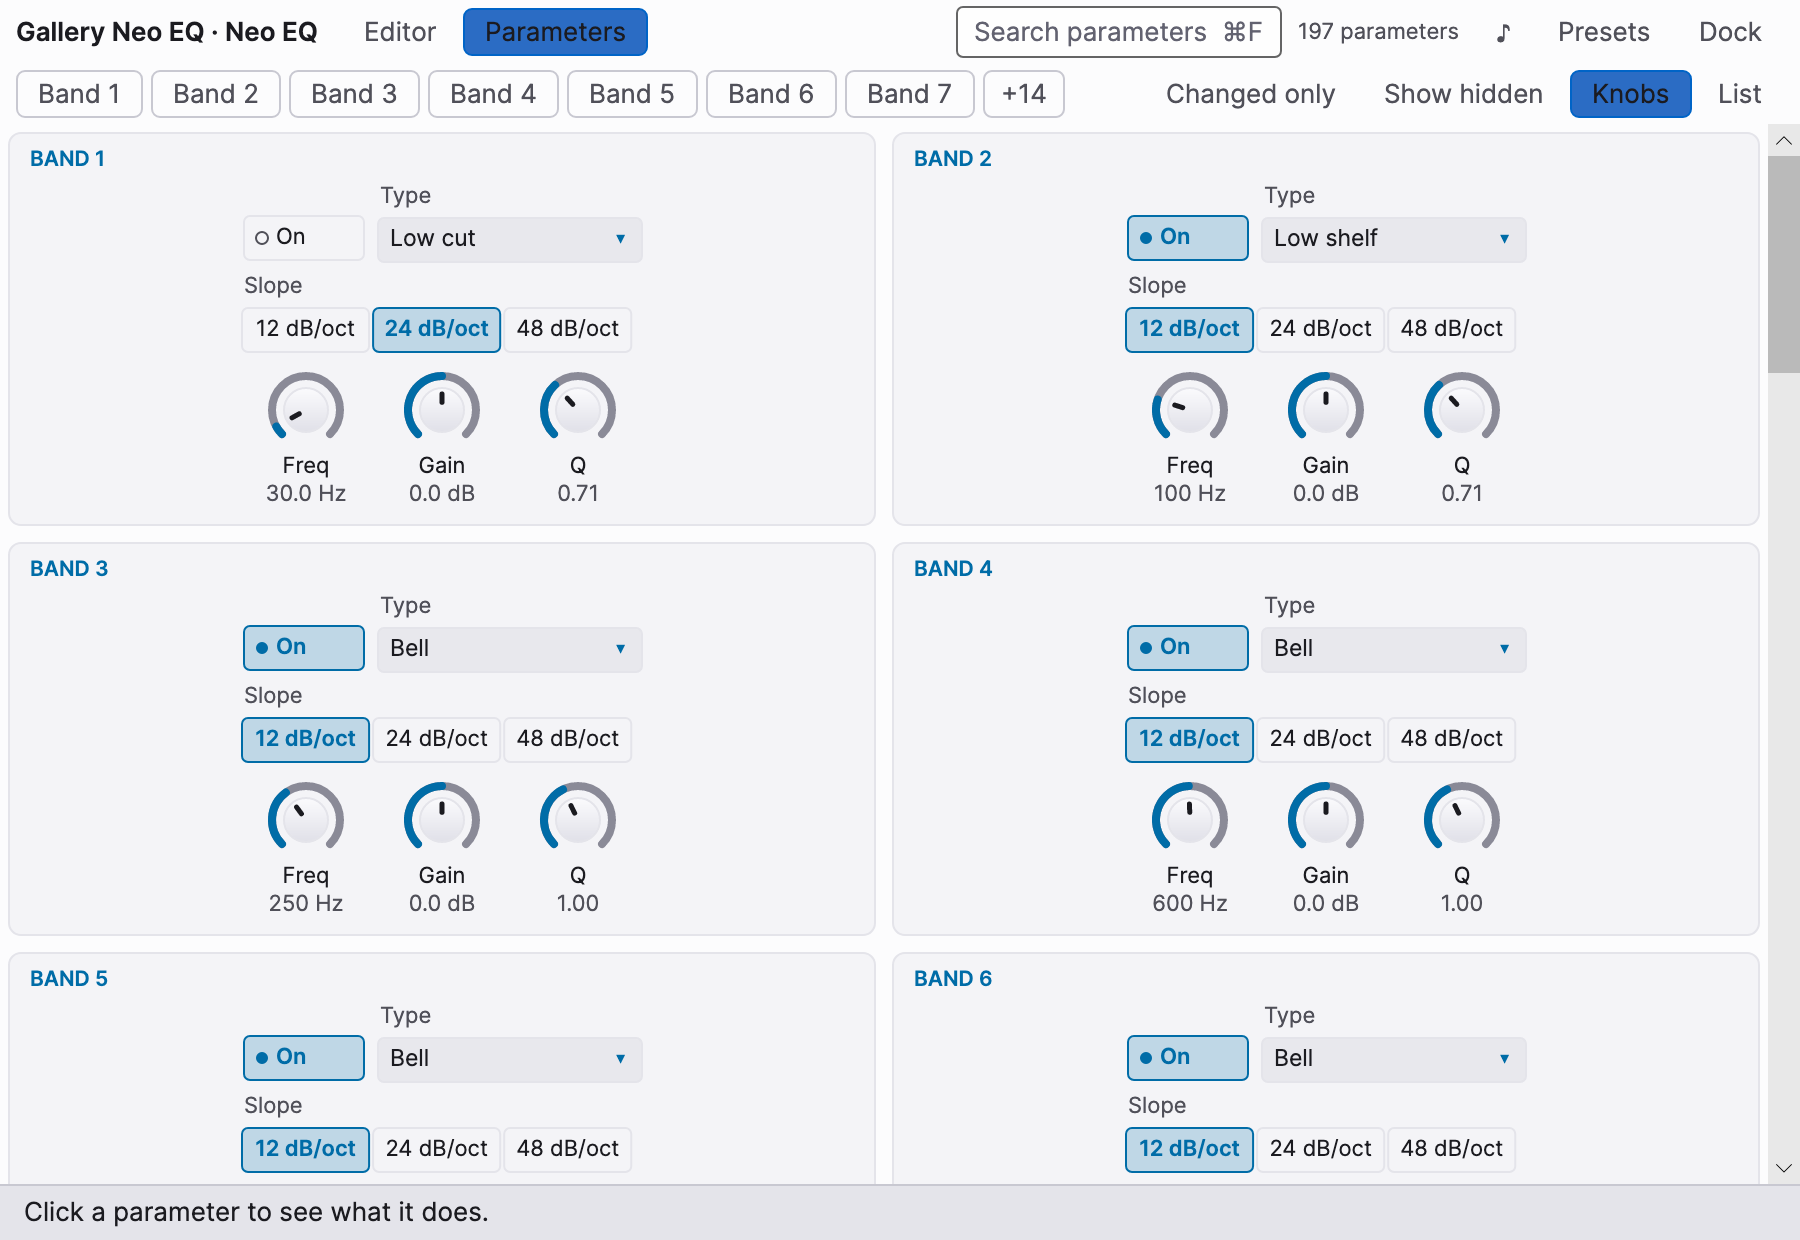 Gallery Neo EQ · Neo EQ Editor Parameters Search parameters ⌘F 197 parameters Presets Dock
Band 1 Band 2 Band 3 Band 4 Band 5 Band 6 Band 7 +14 Changed only Show hidden Knobs List
BAND 1
Type
On Low cut
Slope
12 dB/oct 24 dB/oct 48 dB/oct
Freq Gain Q
30.0 Hz 0.0 dB 0.71
BAND 2
Type
On Low shelf
Slope
12 dB/oct 24 dB/oct 48 dB/oct
Freq Gain Q
100 Hz 0.0 dB 0.71
BAND 3
Type
On Bell
Slope
12 dB/oct 24 dB/oct 48 dB/oct
Freq Gain Q
250 Hz 0.0 dB 1.00
BAND 4
Type
On Bell
Slope
12 dB/oct 24 dB/oct 48 dB/oct
Freq Gain Q
600 Hz 0.0 dB 1.00
BAND 5
Type
On Bell
Slope
12 dB/oct 24 dB/oct 48 dB/oct
BAND 6
Type
On Bell
Slope
12 dB/oct 24 dB/oct 48 dB/oct
Click a parameter to see what it does.